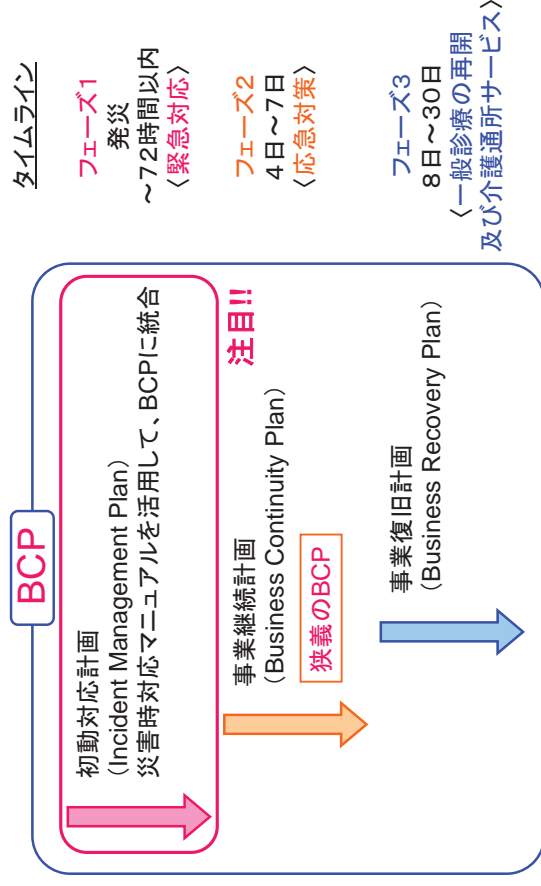 BCP
初動対応計画
(Incident Management Plan)
災害時対応マニュアルを活用して、BCPに統合
注目!!
事業継続計画
(Business Continuity Plan)
狭義のBCP
事業復旧計画
(Business Recovery Plan)
タイムライン
フェーズ1
発災
～72時間以内
〈緊急対応〉
フェーズ2
4日～7日
〈応急対策〉
フェーズ3
8日～30日
〈一般診療の再開
及び介護通所サービス〉